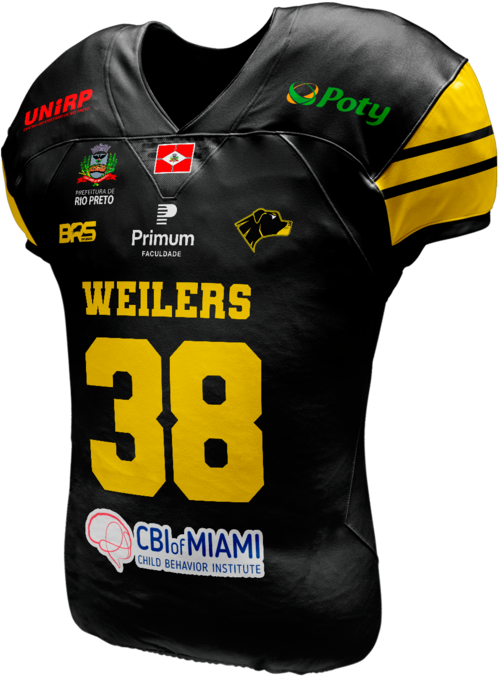 UNIRP
Poty
PREFEITURA DE
RIO PRETO
BRS
Primum
FACULDADE
WEILERS
38
CBI of MIAMI
CHILD BEHAVIOR INSTITUTE